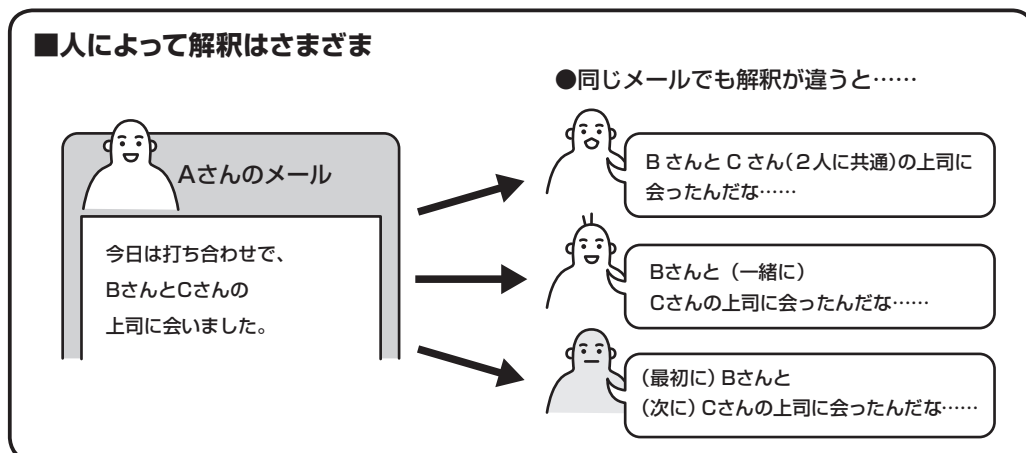 ■人によって解釈はさまざま
●同じメールでも解釈が違うと……
Aさんのメール
今日は打ち合わせで、
BさんとCさんの
上司に会いました。
BさんとCさん(2人に共通)の上司に
会ったんだな……
Bさんと(一緒に)
Cさんの上司に会ったんだな……
(最初に)Bさんと
(次に)Cさんの上司に会ったんだな……